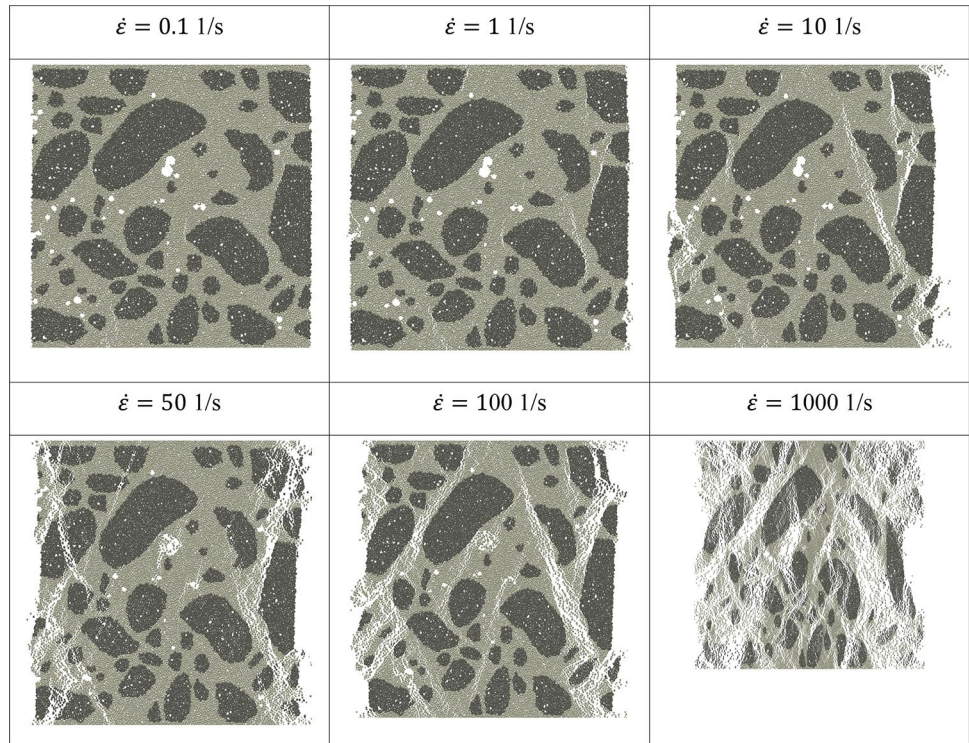 ε̇ = 0.1 1/s
ε̇ = 1 1/s
ε̇ = 10 1/s
ε̇ = 50 1/s
ε̇ = 100 1/s
ε̇ = 1000 1/s